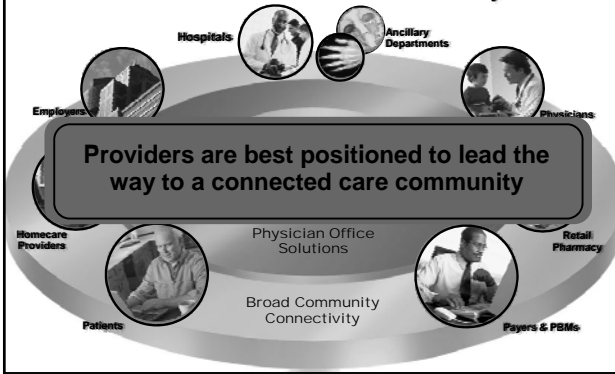 Hospitals
Ancillary
Departments
Employers
Physicians
Providers are best positioned to lead the
way to a connected care community
Homecare
Providers
Physician Office
Solutions
Retail
Pharmacy
Broad Community
Connectivity
Patients
Payers & PBMs